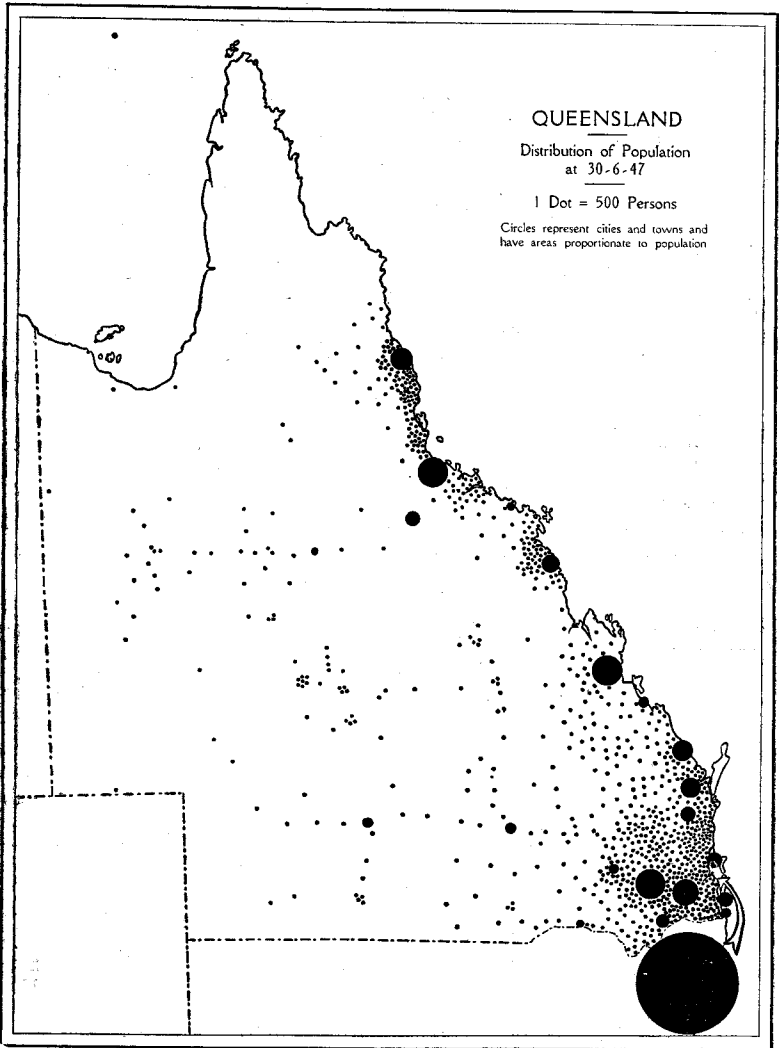 QUEENSLAND
Distribution of Population
at 30-6-47
1 Dot = 500 Persons
Circles represent cities and towns and
have areas proportionate to population